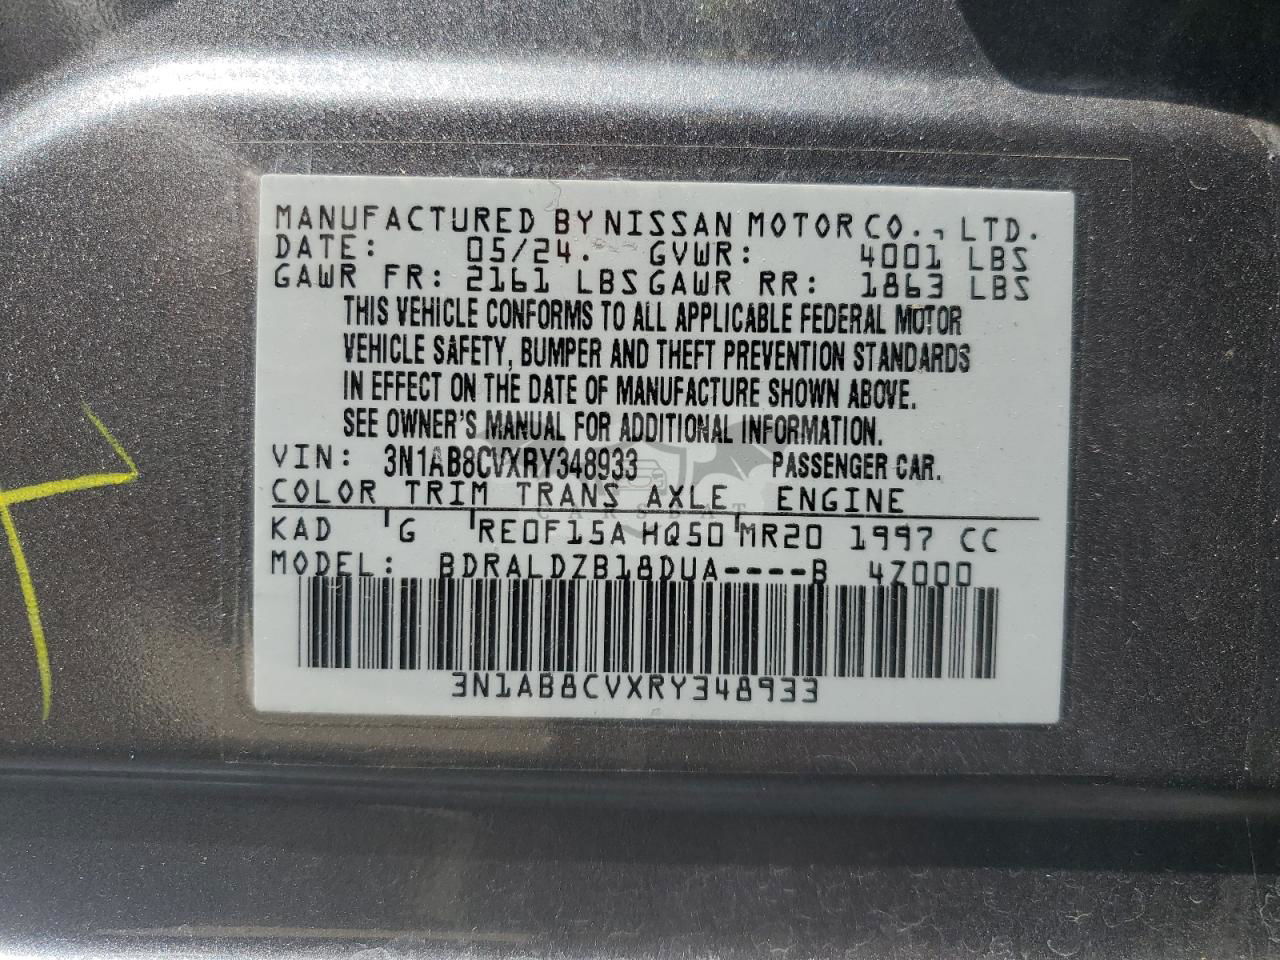 MANUFACTURED BY NISSAN MOTOR CO., LTD.
DATE: 05/24. GVWR: 4001 LBS
GAWR FR: 2161 LBS GAWR RR: 1863 LBS
THIS VEHICLE CONFORMS TO ALL APPLICABLE FEDERAL MOTOR
VEHICLE SAFETY, BUMPER AND THEFT PREVENTION STANDARDS
IN EFFECT ON THE DATE OF MANUFACTURE SHOWN ABOVE.
SEE OWNER'S MANUAL FOR ADDITIONAL INFORMATION.
VIN: 3N1AB8CVXRY348933 PASSENGER CAR.
COLOR TRIM TRANS AXLE ENGINE
CARSBAT
KAD G RE0F15A HQ50 MR20 1997 CC
MODEL: BDRALDZB18DUA----B 4Z000
3N1AB8CVXRY348933